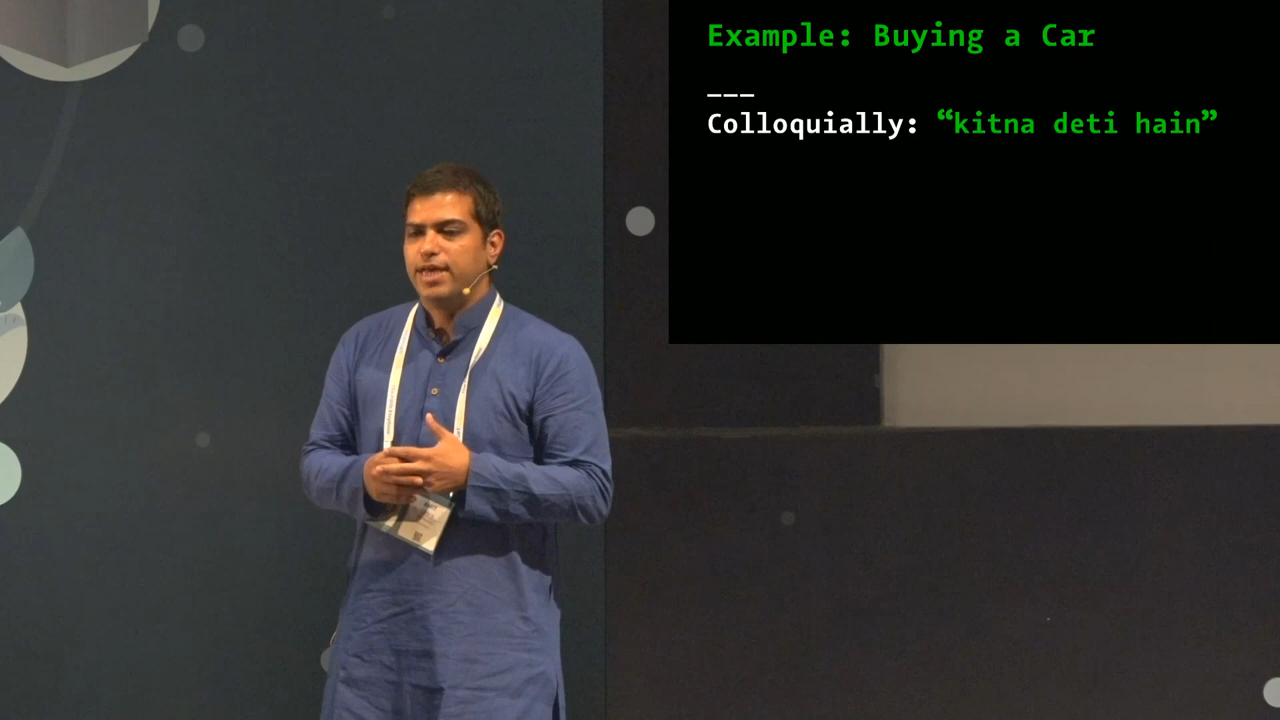 Example: Buying a Car
———
Colloquially: “kitna deti hain”